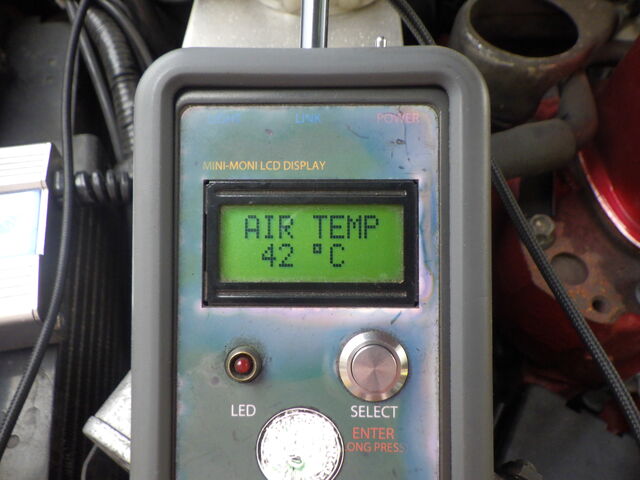 LINK POWER
MINI-MONI LCD DISPLAY
AIR TEMP
42 °C
LED SELECT
ENTER
LONG PRESS